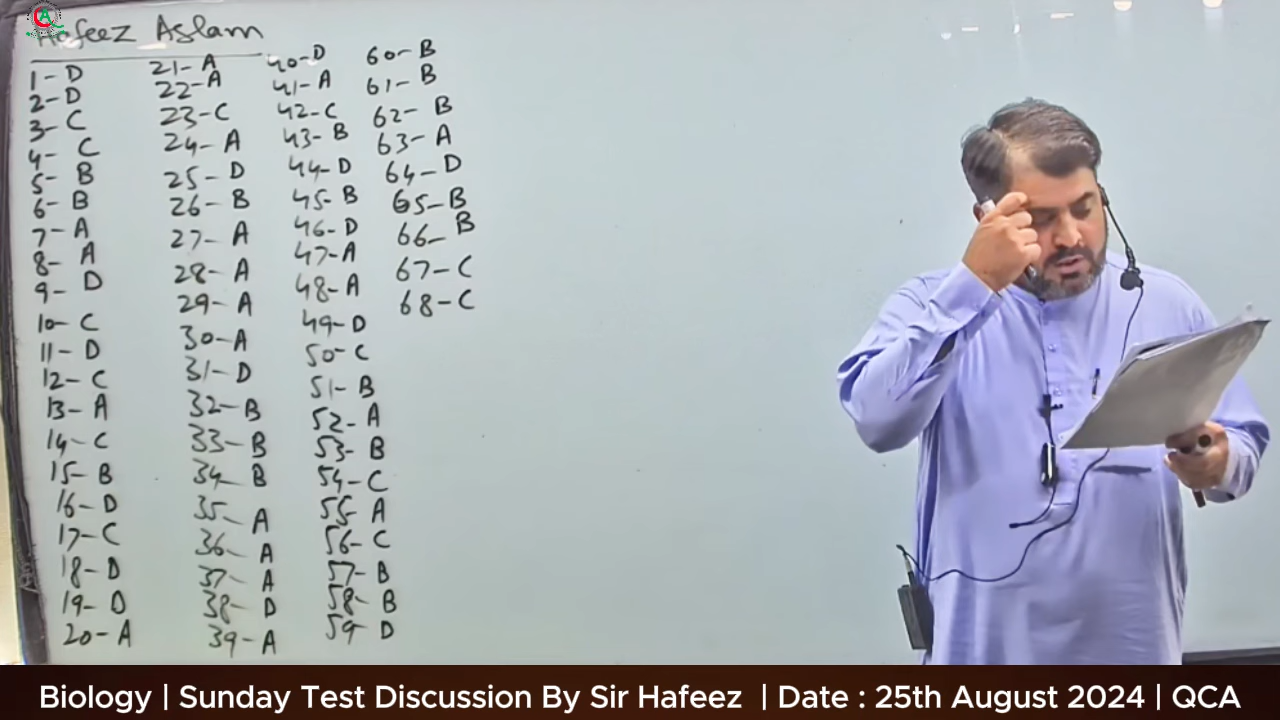 Hafeez Aslam
1- D
2- D
3- C
4- C
5- B
6- B
7- A
8- A
9- D
10- C
11- D
12- C
13- A
14- C
15- B
16- D
17- C
18- D
19- D
20- A
21- A
22- A
23- C
24- A
25- D
26- B
27- A
28- A
29- A
30- A
31- D
32- B
33- B
34- B
35- A
36- A
37- A
38- D
39- A
40- D
41- A
42- C
43- B
44- D
45- B
46- D
47- A
48- A
49- D
50- C
51- B
52- A
53- B
54- C
55- A
56- C
57- B
58- B
59- D
60- B
61- B
62- B
63- A
64- D
65- B
66- B
67- C
68- C
Biology | Sunday Test Discussion By Sir Hafeez | Date : 25th August 2024 | QCA